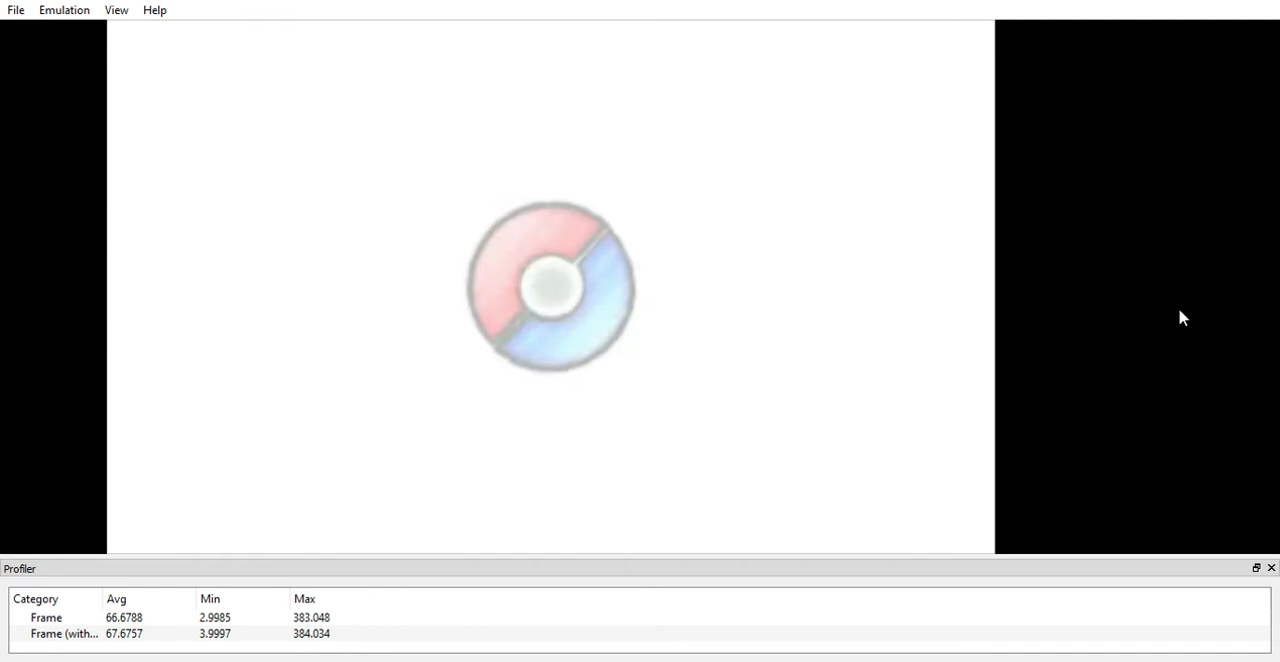 File Emulation View Help
Profiler
Category Avg Min Max
Frame 66.6788 2.9985 383.048
Frame (with... 67.6757 3.9997 384.034